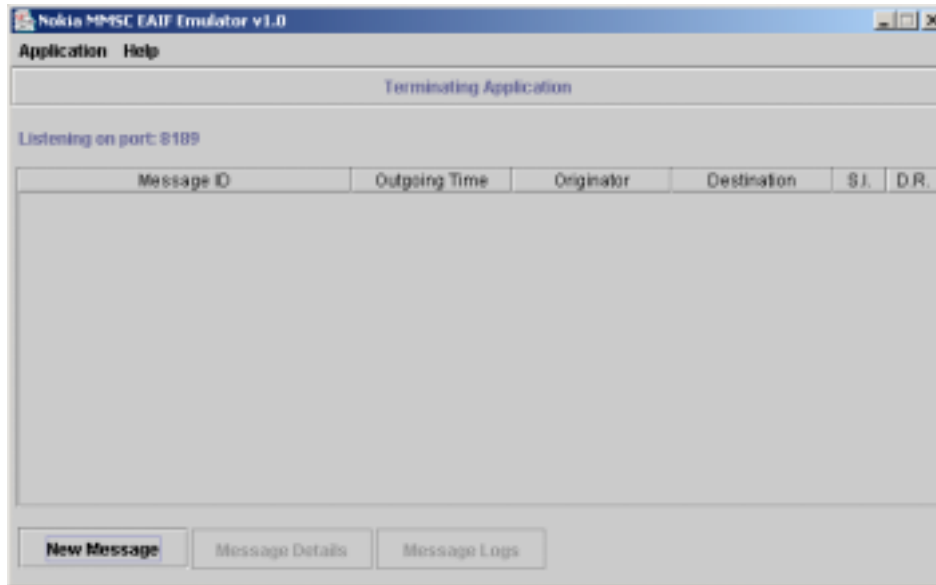 Nokia MMSC EAIF Emulator v1.0
Application Help
Terminating Application
Listening on port: 8189
Message ID Outgoing Time Originator Destination S.I. D.R.
New Message Message Details Message Logs